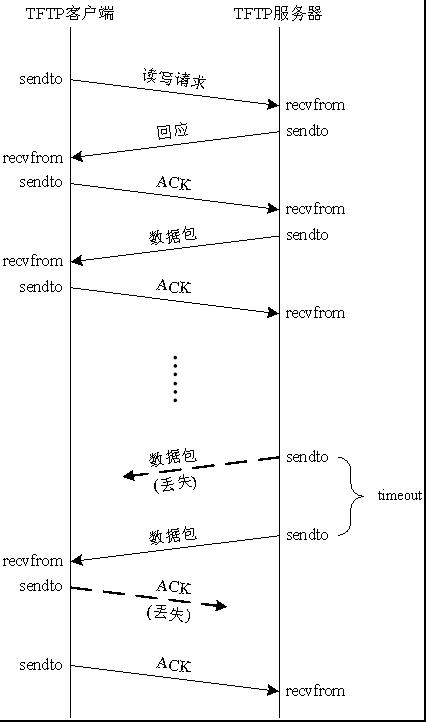 TFTP客户端 TFTP服务器
sendto 读写请求
recvfrom
回应 sendto
recvfrom
sendto ACK
recvfrom
数据包 sendto
recvfrom
sendto ACK
recvfrom
数据包 sendto
(丢失)
timeout
数据包 sendto
recvfrom
sendto ACK
(丢失)
sendto ACK
recvfrom